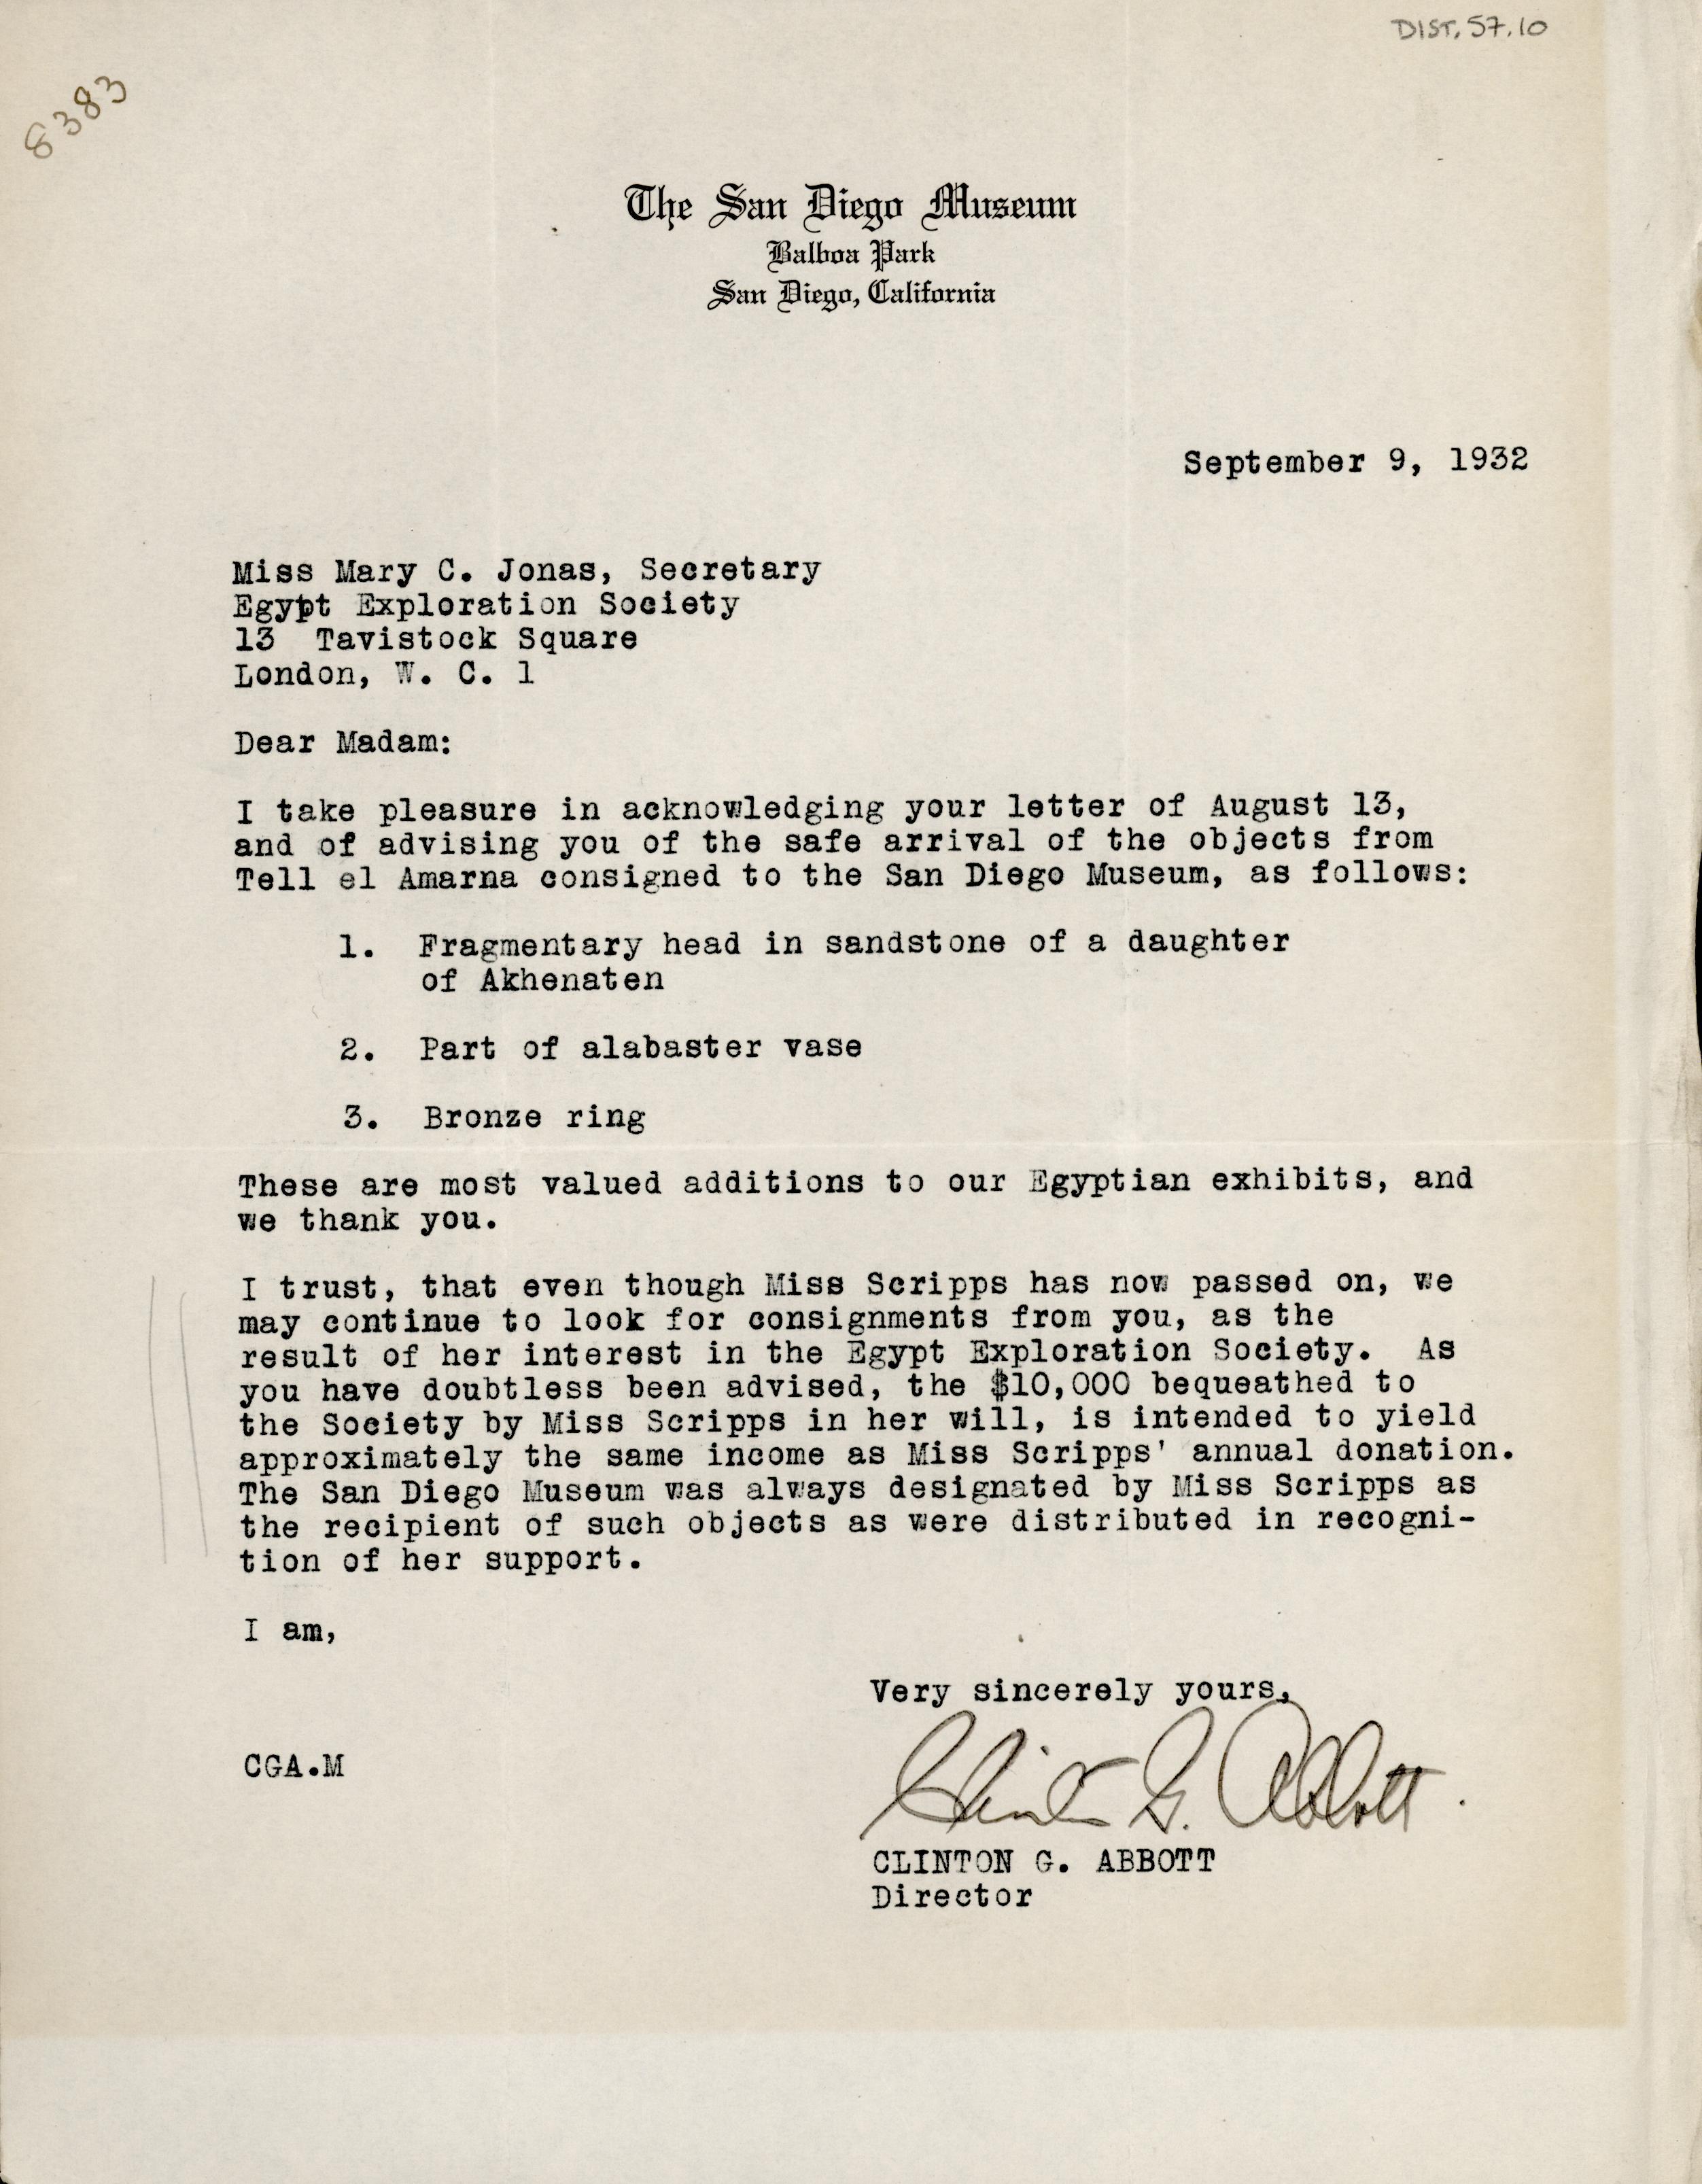 DIST. 57.10
8383
The San Diego Museum
Balboa Park
San Diego, California
September 9, 1932
Miss Mary C. Jonas, Secretary
Egypt Exploration Society
13 Tavistock Square
London, W. C. 1
Dear Madam:
I take pleasure in acknowledging your letter of August 13,
and of advising you of the safe arrival of the objects from
Tell el Amarna consigned to the San Diego Museum, as follows:
1. Fragmentary head in sandstone of a daughter
of Akhenaten
2. Part of alabaster vase
3. Bronze ring
These are most valued additions to our Egyptian exhibits, and
we thank you.
I trust, that even though Miss Scripps has now passed on, we
may continue to look for consignments from you, as the
result of her interest in the Egypt Exploration Society. As
you have doubtless been advised, the $10,000 bequeathed to
the Society by Miss Scripps in her will, is intended to yield
approximately the same income as Miss Scripps' annual donation.
The San Diego Museum was always designated by Miss Scripps as
the recipient of such objects as were distributed in recogni-
tion of her support.
I am,
Very sincerely yours,
Clinton G. Abbott.
CGA.M
CLINTON G. ABBOTT
Director